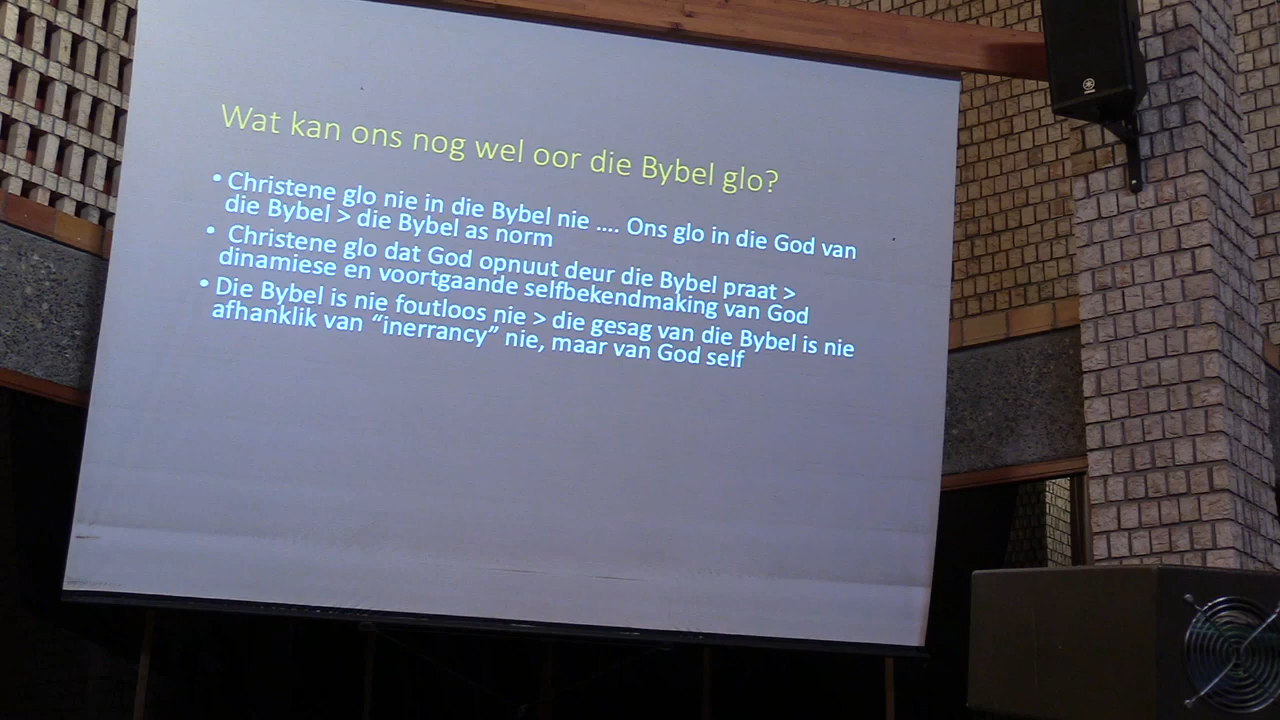 Wat kan ons nog wel oor die Bybel glo?
• Christene glo nie in die Bybel nie .... Ons glo in die God van
die Bybel > die Bybel as norm
• Christene glo dat God opnuut deur die Bybel praat >
dinamiese en voortgaande selfbekendmaking van God
• Die Bybel is nie foutloos nie > die gesag van die Bybel is nie
afhanklik van “inerrancy” nie, maar van God self